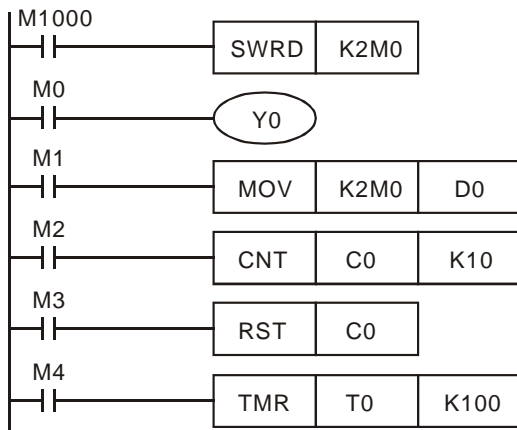 M1000
SWRD K2M0
M0
Y0
M1
MOV K2M0 D0
M2
CNT C0 K10
M3
RST C0
M4
TMR T0 K100